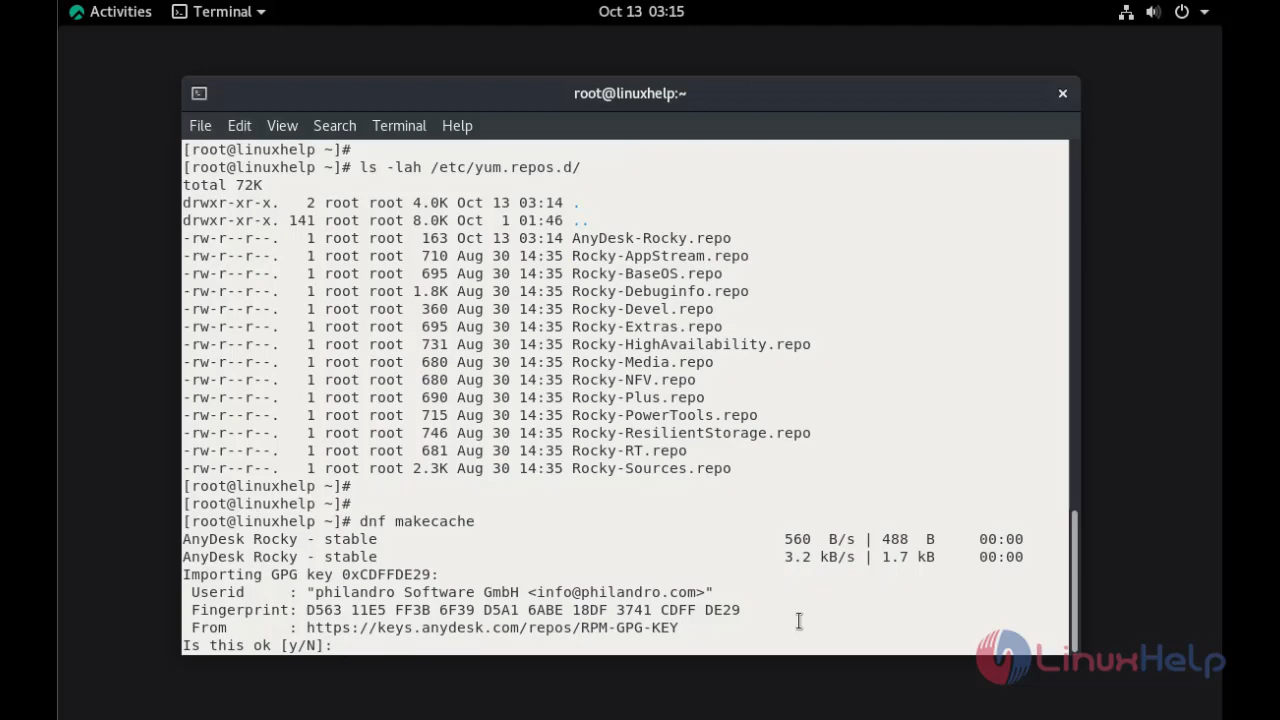 Activities Terminal Oct 13 03:15
root@linuxhelp:~
File Edit View Search Terminal Help
[root@linuxhelp ~]#
[root@linuxhelp ~]# ls -lah /etc/yum.repos.d/
total 72K
drwxr-xr-x.   2 root root 4.0K Oct 13 03:14 .
drwxr-xr-x. 141 root root 8.0K Oct  1 01:46 ..
-rw-r--r--.   1 root root  163 Oct 13 03:14 AnyDesk-Rocky.repo
-rw-r--r--.   1 root root  710 Aug 30 14:35 Rocky-AppStream.repo
-rw-r--r--.   1 root root  695 Aug 30 14:35 Rocky-BaseOS.repo
-rw-r--r--.   1 root root 1.8K Aug 30 14:35 Rocky-Debuginfo.repo
-rw-r--r--.   1 root root  360 Aug 30 14:35 Rocky-Devel.repo
-rw-r--r--.   1 root root  695 Aug 30 14:35 Rocky-Extras.repo
-rw-r--r--.   1 root root  731 Aug 30 14:35 Rocky-HighAvailability.repo
-rw-r--r--.   1 root root  680 Aug 30 14:35 Rocky-Media.repo
-rw-r--r--.   1 root root  680 Aug 30 14:35 Rocky-NFV.repo
-rw-r--r--.   1 root root  690 Aug 30 14:35 Rocky-Plus.repo
-rw-r--r--.   1 root root  715 Aug 30 14:35 Rocky-PowerTools.repo
-rw-r--r--.   1 root root  746 Aug 30 14:35 Rocky-ResilientStorage.repo
-rw-r--r--.   1 root root  681 Aug 30 14:35 Rocky-RT.repo
-rw-r--r--.   1 root root 2.3K Aug 30 14:35 Rocky-Sources.repo
[root@linuxhelp ~]#
[root@linuxhelp ~]#
[root@linuxhelp ~]# dnf makecache
AnyDesk Rocky - stable                                              560  B/s | 488  B     00:00
AnyDesk Rocky - stable                                              3.2 kB/s | 1.7 kB     00:00
Importing GPG key 0xCDFFDE29:
 Userid     : "philandro Software GmbH <info@philandro.com>"
 Fingerprint: D563 11E5 FF3B 6F39 D5A1 6ABE 18DF 3741 CDFF DE29
 From       : https://keys.anydesk.com/repos/RPM-GPG-KEY
Is this ok [y/N]:
LinuxHelp